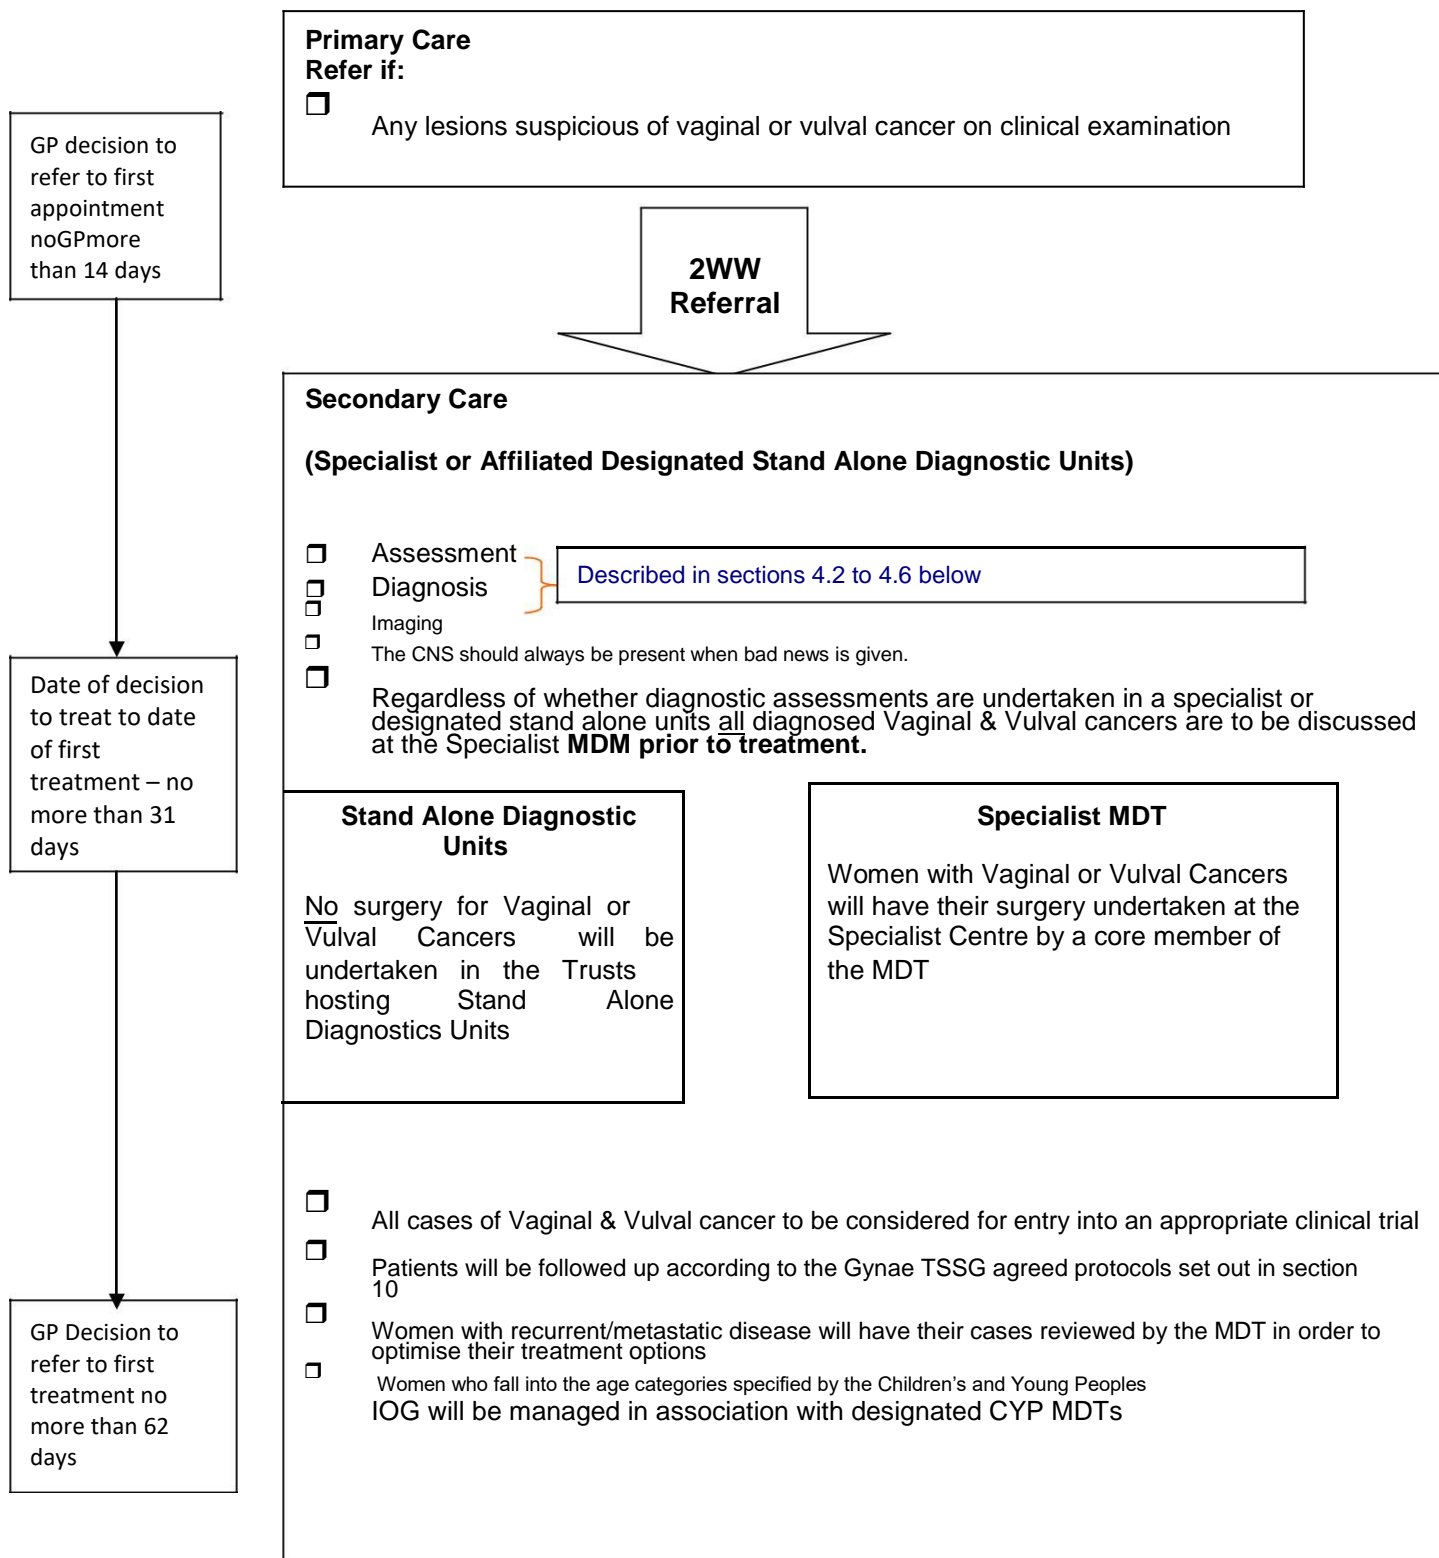 Primary Care
Refer if:
Any lesions suspicious of vaginal or vulval cancer on clinical examination
GP decision to
refer to first
appointment
noGPmore
than 14 days
2WW
Referral
Secondary Care
(Specialist or Affiliated Designated Stand Alone Diagnostic Units)
Assessment
Diagnosis
Described in sections 4.2 to 4.6 below
Imaging
The CNS should always be present when bad news is given.
Regardless of whether diagnostic assessments are undertaken in a specialist or
designated stand alone units all diagnosed Vaginal & Vulval cancers are to be discussed
at the Specialist MDM prior to treatment.
Date of decision
to treat to date
of first
treatment – no
more than 31
days
Stand Alone Diagnostic
Units
No surgery for Vaginal or
Vulval Cancers will be
undertaken in the Trusts
hosting Stand Alone
Diagnostics Units
Specialist MDT
Women with Vaginal or Vulval Cancers
will have their surgery undertaken at the
Specialist Centre by a core member of
the MDT
All cases of Vaginal & Vulval cancer to be considered for entry into an appropriate clinical trial
Patients will be followed up according to the Gynae TSSG agreed protocols set out in section
10
Women with recurrent/metastatic disease will have their cases reviewed by the MDT in order to
optimise their treatment options
Women who fall into the age categories specified by the Children’s and Young Peoples
IOG will be managed in association with designated CYP MDTs
GP Decision to
refer to first
treatment no
more than 62
days